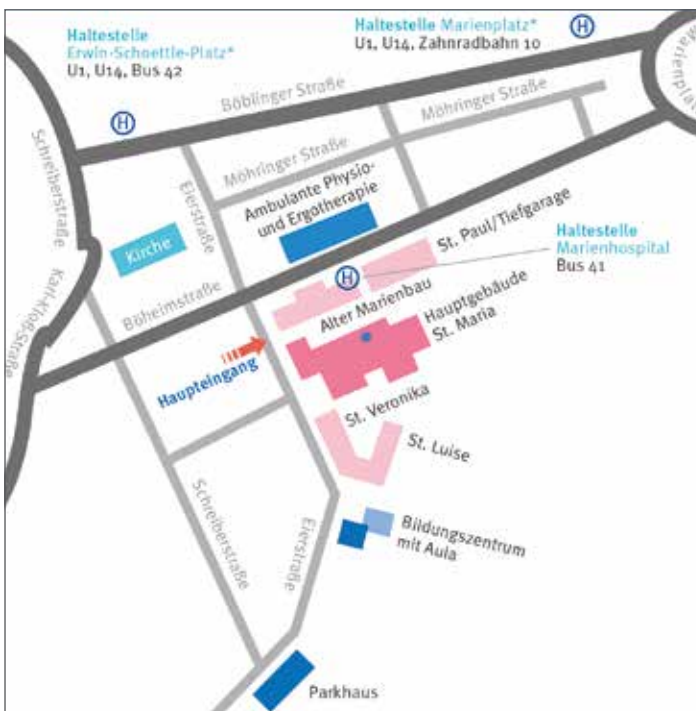 Haltestelle
Erwin-Schoettle-Platz*
U1, U14, Bus 42
Haltestelle Marienplatz*
U1, U14, Zahnradbahn 10
H
H
Marienplatz
Böblinger Straße
Möhringer Straße
Möhringer Straße
Schreiberstraße
Eierstraße
Ambulante Physio-
und Ergotherapie
Kirche
St. Paul/Tiefgarage
Haltestelle
Marienhospital
Bus 41
H
Karl-Kloß-Straße
Böheimstraße
Alter Marienbau
Hauptgebäude
St. Maria
Haupteingang
St. Veronika
St. Luise
Schreiberstraße
Eierstraße
Bildungszentrum
mit Aula
Parkhaus